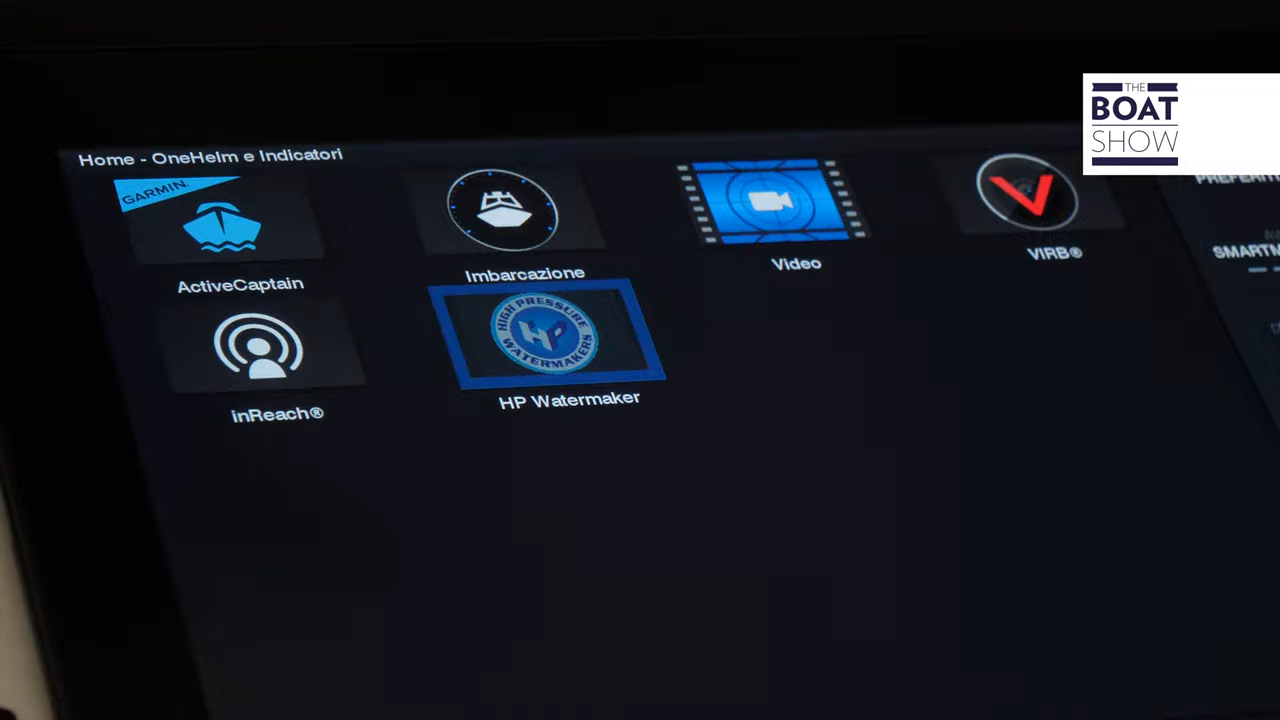 THE
BOAT
SHOW
Home - OneHelm e Indicatori
GARMIN
ActiveCaptain
Imbarcazione
Video
VIRB®
inReach®
HIGH PRESSURE
HP
WATERMAKERS
HP Watermaker